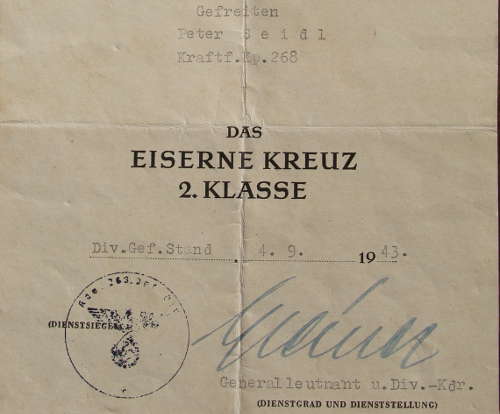 Gefreiten
Peter Seidl
Kraftf.Kp.268
DAS
EISERNE KREUZ
2. KLASSE
Div.Gef.Stand, 4. 9. 1943.
(DIENSTSIEGEL)
Generalleutnant u.Div.-Kdr.
(DIENSTGRAD UND DIENSTSTELLUNG)